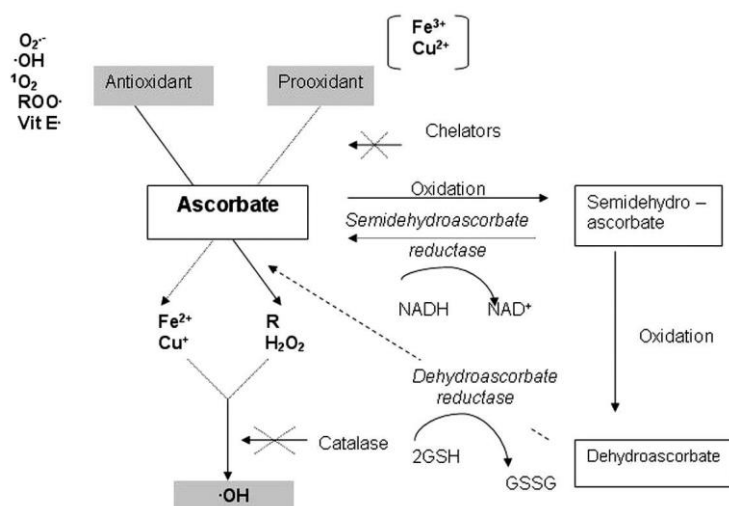 O₂·⁻
·OH
¹O₂
ROO·
Vit E·
Antioxidant
Prooxidant
Fe³⁺
Cu²⁺
Chelators
Ascorbate
Oxidation
Semidehydroascorbate
reductase
NADH NAD⁺
Semidehydro –
ascorbate
Fe²⁺
Cu⁺
R
H₂O₂
Oxidation
Dehydroascorbate
reductase
Catalase
2GSH
GSSG
Dehydroascorbate
·OH